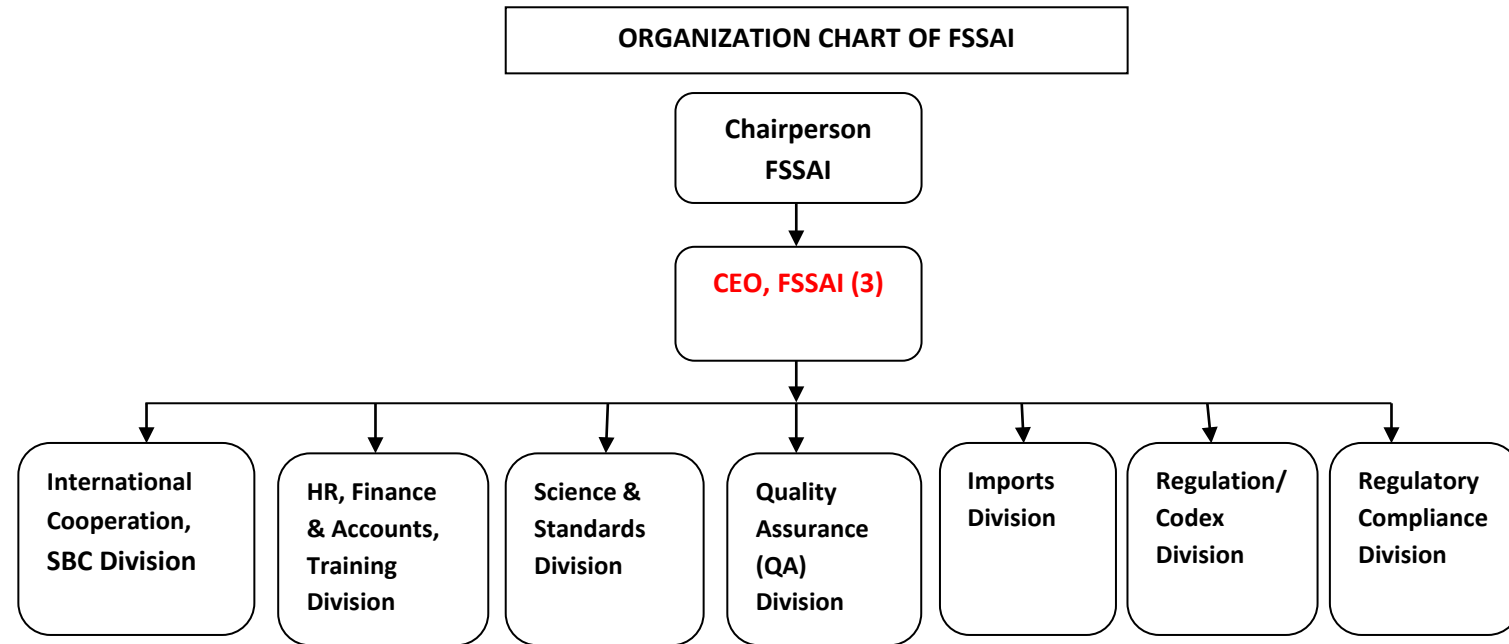 ORGANIZATION CHART OF FSSAI
Chairperson
FSSAI
CEO, FSSAI (3)
International
Cooperation,
SBC Division
HR, Finance
& Accounts,
Training
Division
Science &
Standards
Division
Quality
Assurance
(QA)
Division
Imports
Division
Regulation/
Codex
Division
Regulatory
Compliance
Division